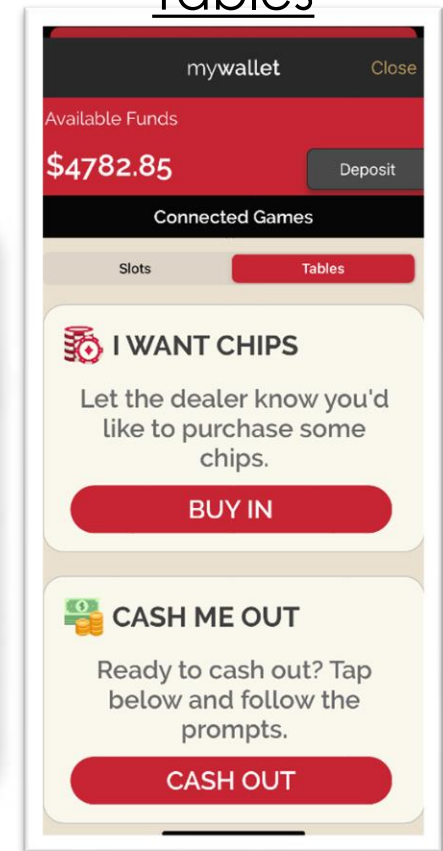 Tables
mywallet
Close
Available Funds
$4782.85
Deposit
Connected Games
Slots
Tables
I WANT CHIPS
Let the dealer know you'd
like to purchase some
chips.
BUY IN
CASH ME OUT
Ready to cash out? Tap
below and follow the
prompts.
CASH OUT